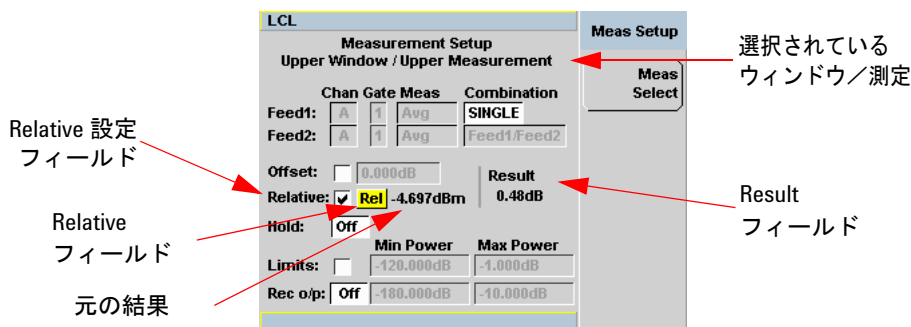 LCL
Meas Setup
Measurement Setup
Upper Window / Upper Measurement
選択されている
ウィンドウ／測定
Meas
Select
Chan Gate Meas Combination
Feed1: A 1 Avg SINGLE
Feed2: A 1 Avg Feed1/Feed2
Relative 設定
フィールド
Offset: 0.000dB
Result
Relative: Rel -4.697dBm 0.48dB
Result
フィールド
Relative
フィールド
Hold: Off
Min Power Max Power
Limits: -120.000dB -1.000dB
Rec o/p: Off -180.000dB -10.000dB
元の結果